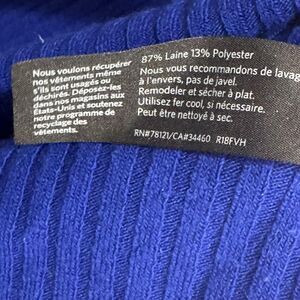 Nous voulons récupérer
nos vêtements même
s'ils sont usagés ou
déchirés. Déposez-les
dans nos magasins aux
États-Unis et soutenez
notre programme de
recyclage des
vêtements.
87% Laine 13% Polyester
Nous vous recommandons de lavag
à l'envers, pas de javel.
Remodeler et sécher à plat.
Utilisez fer cool, si nécessaire.
Peut être nettoyé à sec.
RN#78121/CA#34460 R18FVH